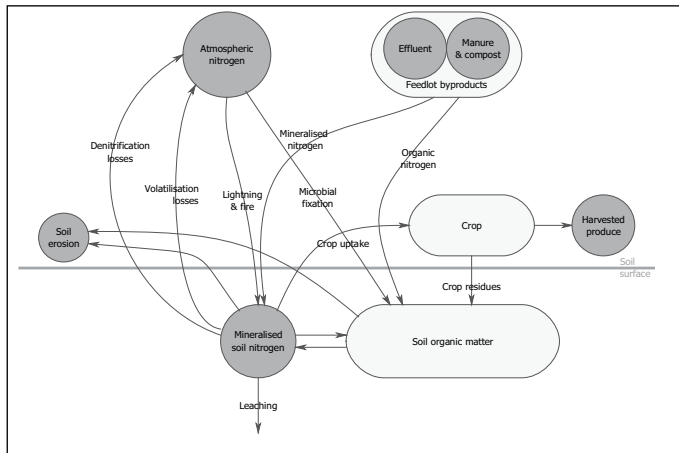 Atmospheric
nitrogen
Effluent
Manure
& compost
Feedlot byproducts
Mineralised
nitrogen
Denitrification
losses
Organic
nitrogen
Volatilisation
losses
Lightning
& fire
Microbial
fixation
Soil
erosion
Crop
Harvested
produce
Crop uptake
Soil
surface
Crop residues
Mineralised
soil nitrogen
Soil organic matter
Leaching